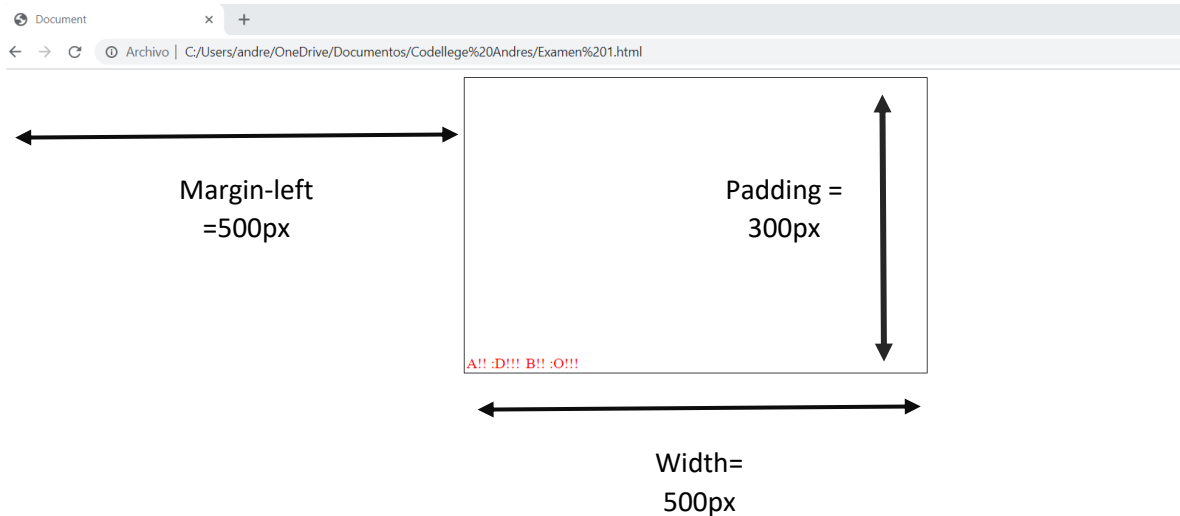 Document
Archivo | C:/Users/andre/OneDrive/Documentos/Codellege%20Andres/Examen%201.html
Margin-left
=500px
Padding =
300px
A!! :D!!! B!! :O!!!
Width=
500px